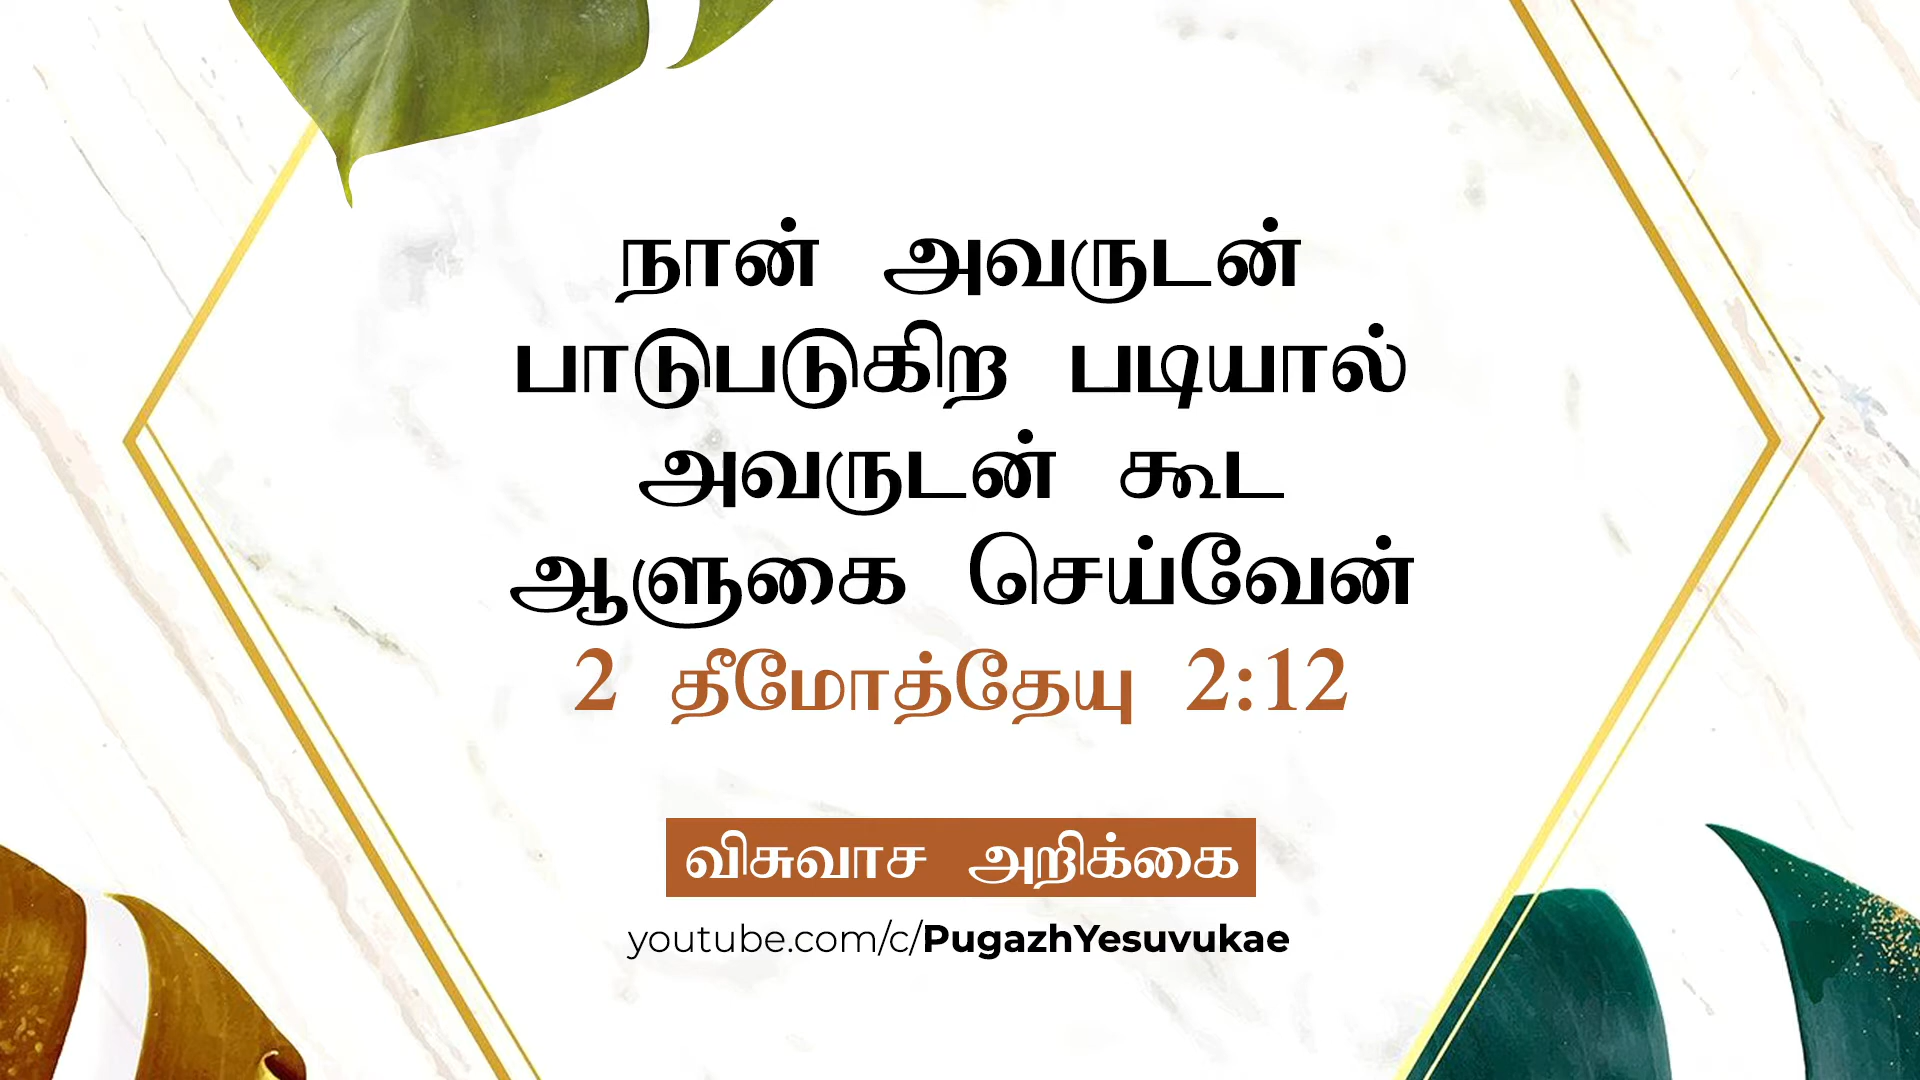 நான் அவருடன்
பாடுபடுகிற படியால்
அவருடன் கூட
ஆளுகை செய்வேன்
2 தீமோத்தேயு 2:12
விசுவாச அறிக்கை
youtube.com/c/PugazhYesuvukae